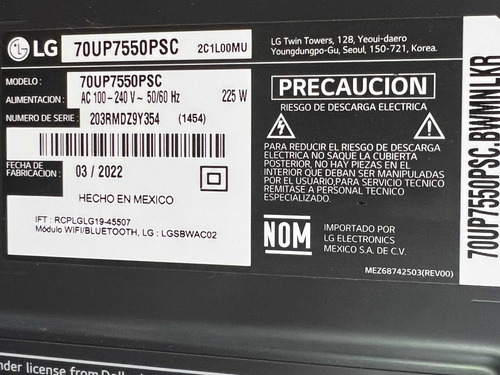 LG 70UP7550PSC 2C1L00MU
LG Twin Towers, 128, Yeoui-daero
Yeongdungpo-Gu, Seoul, 150-721, Korea.
MODELO : 70UP7550PSC
ALIMENTACION : AC 100 - 240 V ~ 50/60 Hz 225 W
NUMERO DE SERIE : 203RMDZ9Y354 (1454)
FECHA DE
FABRICACION : 03 / 2022
HECHO EN MEXICO
IFT : RCPLGLG19-45507
Módulo WIFI/BLUETOOTH, LG : LGSBWAC02
PRECAUCION
RIESGO DE DESCARGA ELECTRICA
PARA REDUCIR EL RIESGO DE DESCARGA
ELECTRICA NO SAQUE LA CUBIERTA
POSTERIOR, NO HAY PIEZAS EN EL
INTERIOR QUE DEBAN SER MANIPULADAS
POR EL USUARIO. PARA SERVICIO TECNICO
REMITASE A PERSONAL TECNICO
ESPECIALIZADO.
NOM
IMPORTADO POR
LG ELECTRONICS
MEXICO S.A. DE C.V.
MEZ68742503(REV00)
70UP7550PSC.BWMNLKR
nder license from